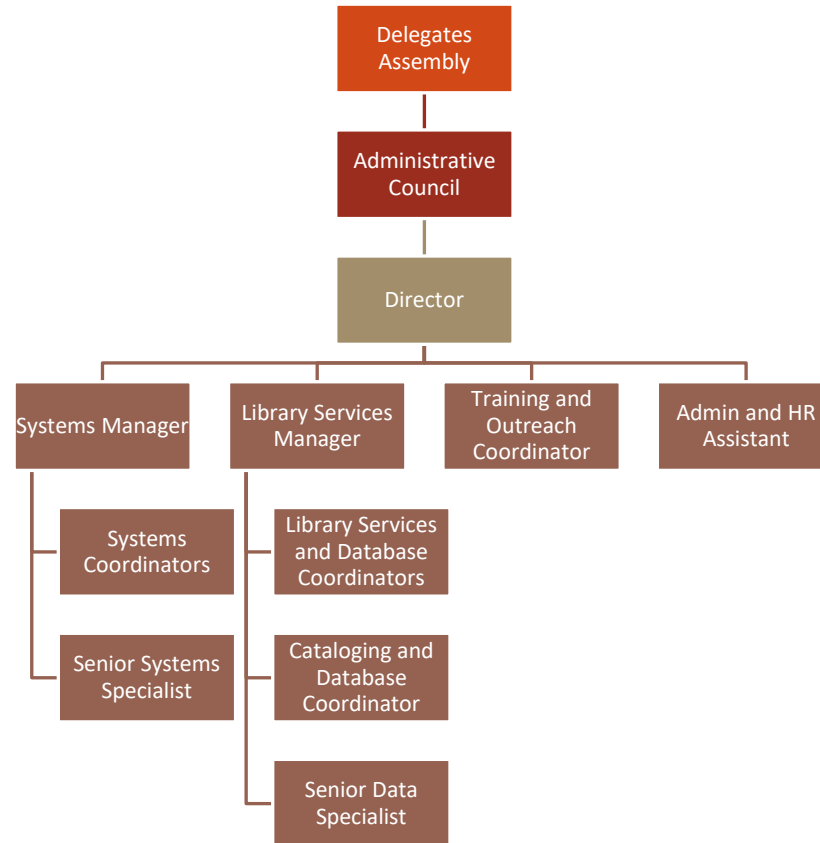 Delegates
Assembly
Administrative
Council
Director
Systems Manager
Library Services
Manager
Training and
Outreach
Coordinator
Admin and HR
Assistant
Systems
Coordinators
Library Services
and Database
Coordinators
Senior Systems
Specialist
Cataloging and
Database
Coordinator
Senior Data
Specialist